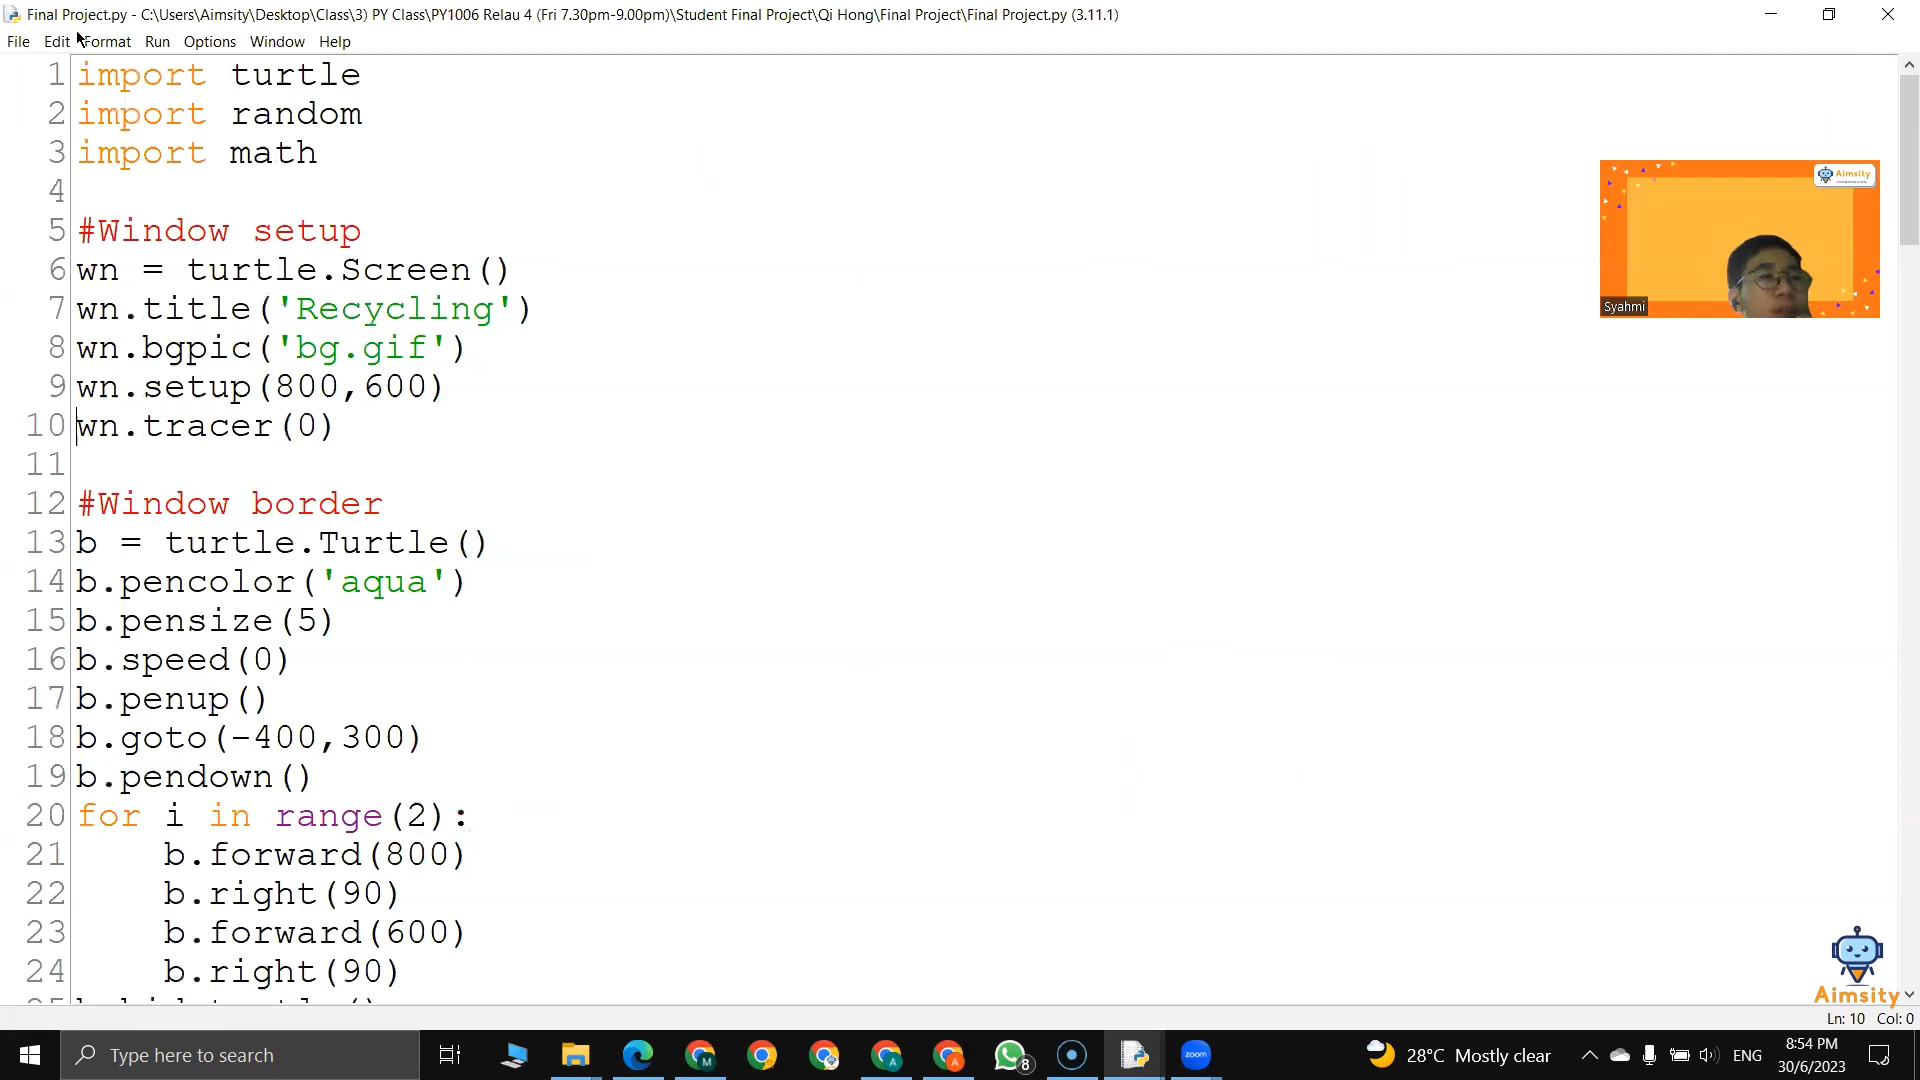 Final Project.py - C:\Users\Aimsity\Desktop\Class\3) PY Class\PY1006 Relau 4 (Fri 7.30pm-9.00pm)\Student Final Project\Qi Hong\Final Project\Final Project.py (3.11.1)
File Edit Format Run Options Window Help
1 import turtle
2 import random
3 import math
4
5 #Window setup
6 wn = turtle.Screen()
7 wn.title('Recycling')
8 wn.bgpic('bg.gif')
9 wn.setup(800,600)
10 wn.tracer(0)
11
12 #Window border
13 b = turtle.Turtle()
14 b.pencolor('aqua')
15 b.pensize(5)
16 b.speed(0)
17 b.penup()
18 b.goto(-400,300)
19 b.pendown()
20 for i in range(2):
21 b.forward(800)
22 b.right(90)
23 b.forward(600)
24 b.right(90)
Aimsity
Syahmi
Aimsity
Ln: 10 Col: 0
Type here to search
M
A
A
8
zoom
28°C Mostly clear
ENG
8:54 PM
30/6/2023